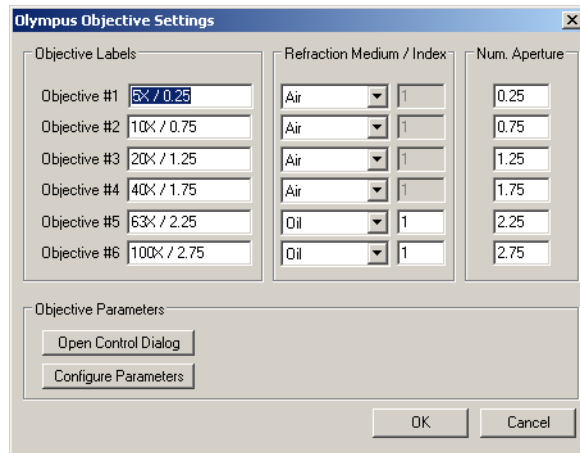 Olympus Objective Settings
Objective Labels Refraction Medium / Index Num. Aperture
Objective #1 5X / 0.25 Air 1 0.25
Objective #2 10X / 0.75 Air 1 0.75
Objective #3 20X / 1.25 Air 1 1.25
Objective #4 40X / 1.75 Air 1 1.75
Objective #5 63X / 2.25 Oil 1 2.25
Objective #6 100X / 2.75 Oil 1 2.75
Objective Parameters
Open Control Dialog
Configure Parameters
OK Cancel